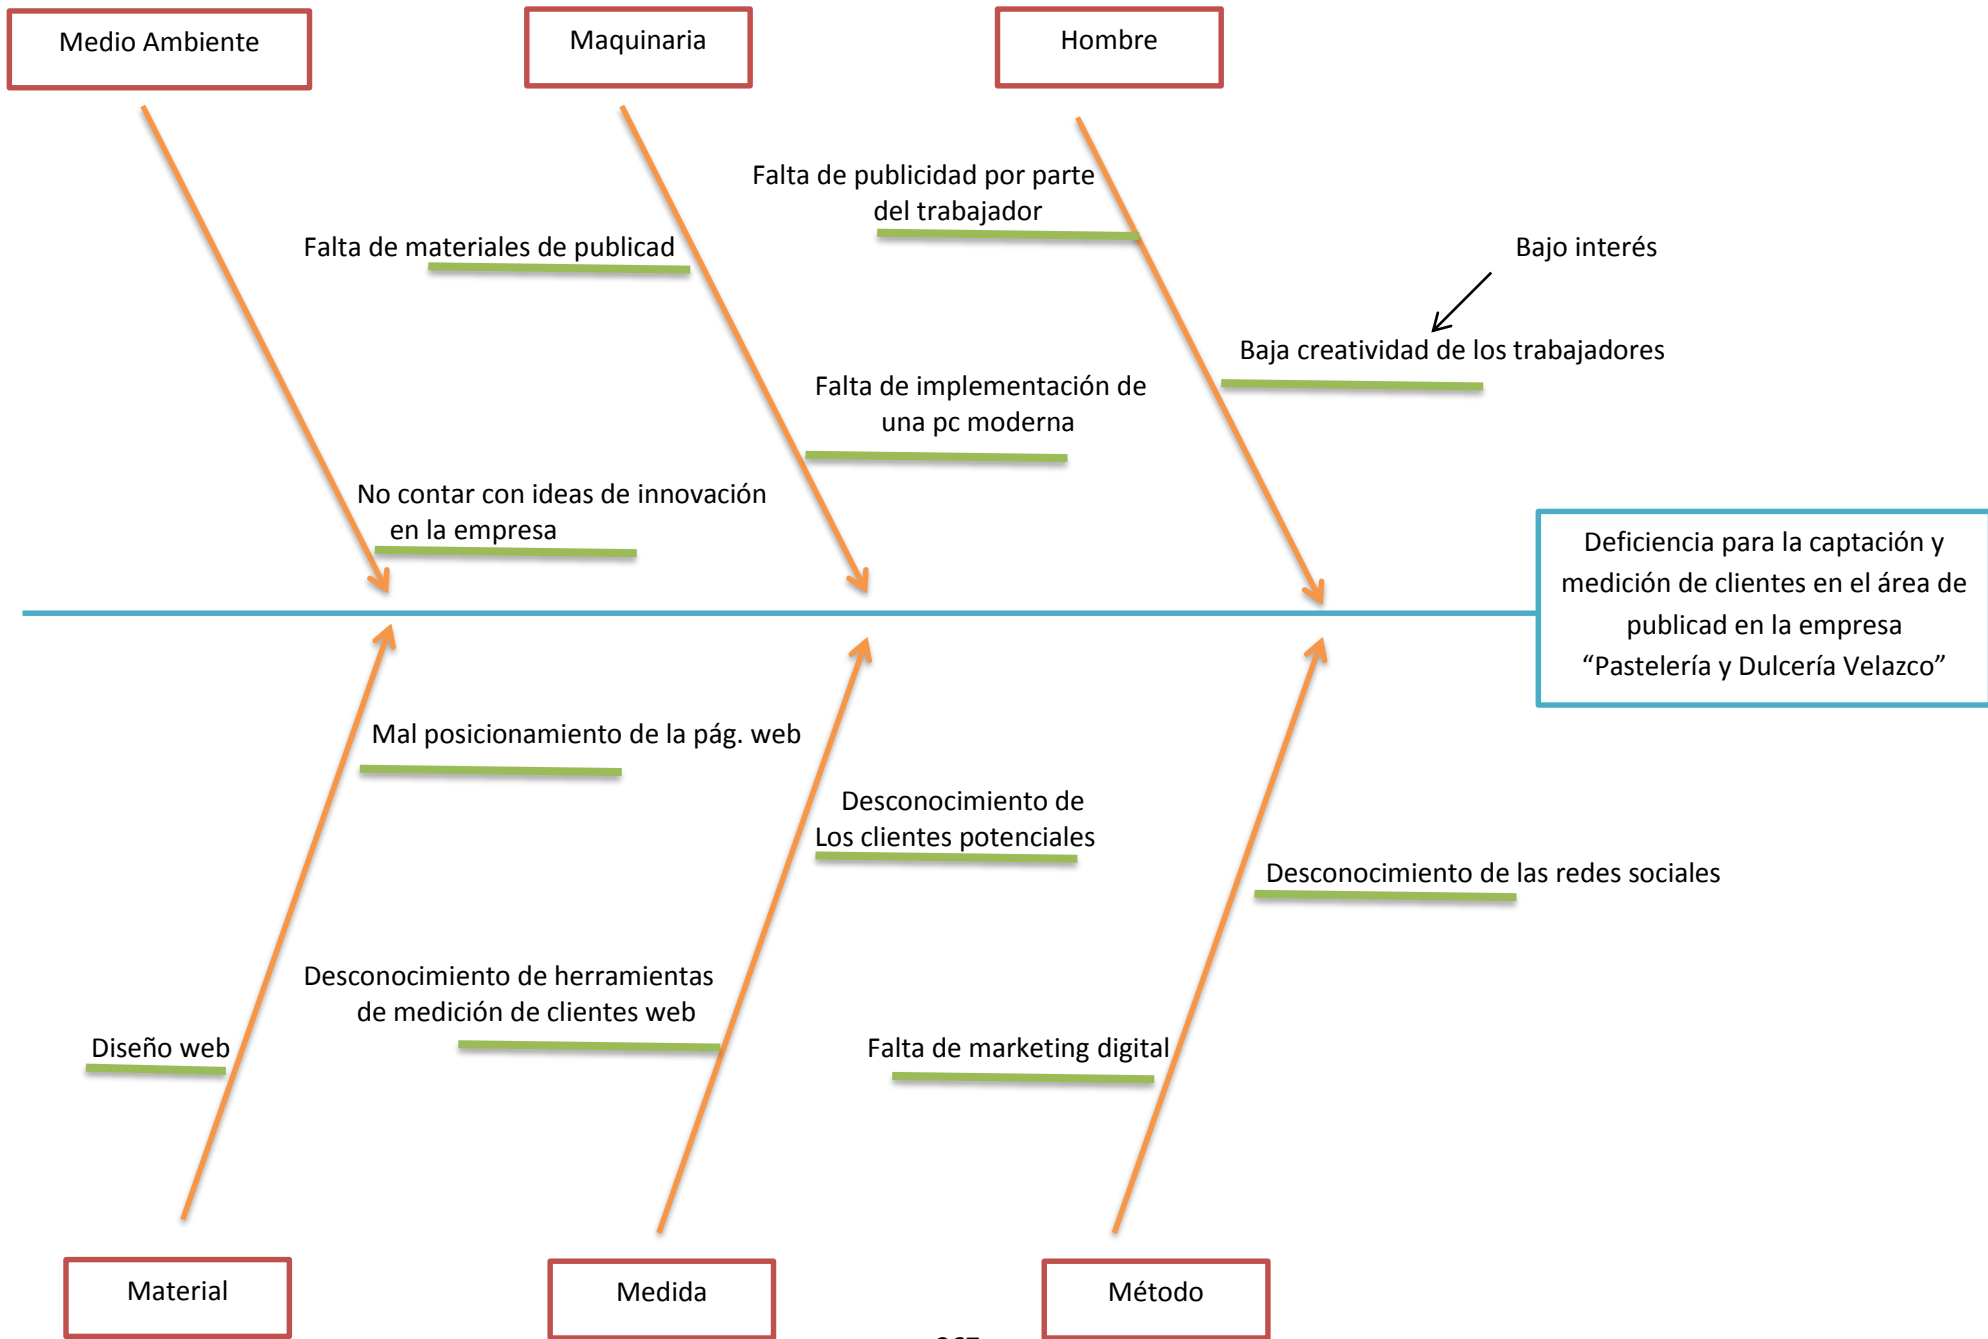 Medio Ambiente
Maquinaria
Hombre
Falta de publicidad por parte
del trabajador
Falta de materiales de publicad
Bajo interés
Baja creatividad de los trabajadores
Falta de implementación de
una pc moderna
No contar con ideas de innovación
en la empresa
Deficiencia para la captación y
medición de clientes en el área de
publicad en la empresa
“Pastelería y Dulcería Velazco”
Mal posicionamiento de la pág. web
Desconocimiento de
Los clientes potenciales
Desconocimiento de las redes sociales
Desconocimiento de herramientas
de medición de clientes web
Diseño web
Falta de marketing digital
Material
Medida
Método